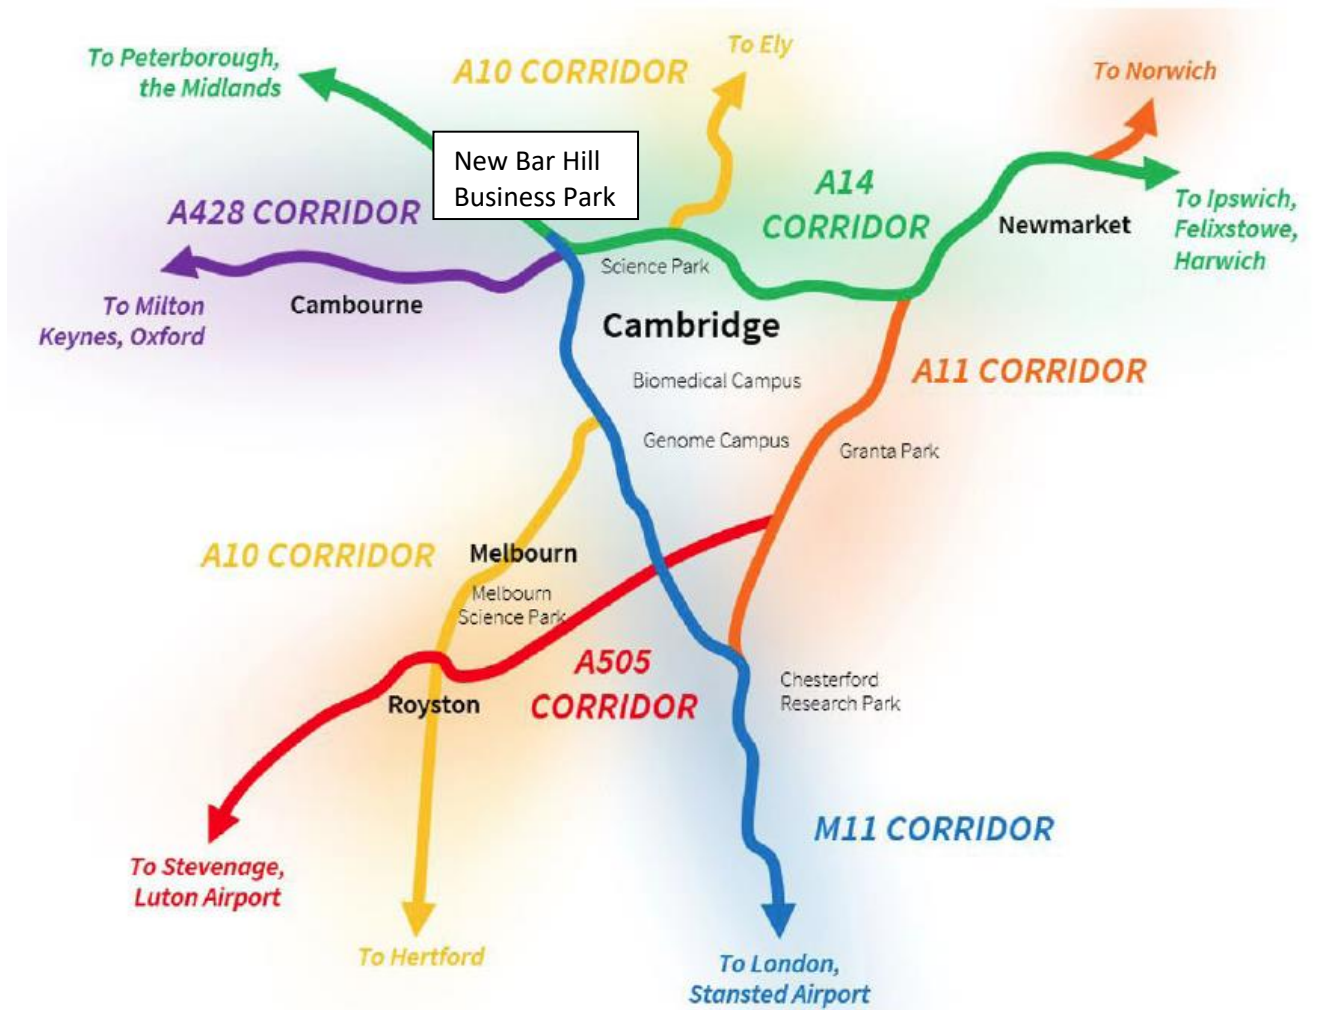 To Peterborough,
the Midlands
A10 CORRIDOR
To Ely
To Norwich
New Bar Hill
Business Park
A428 CORRIDOR
A14
CORRIDOR
Newmarket
To Ipswich,
Felixstowe,
Harwich
Science Park
To Milton
Keynes, Oxford
Cambourne
Cambridge
Biomedical Campus
A11 CORRIDOR
Genome Campus
Granta Park
A10 CORRIDOR
Melbourn
Melbourn
Science Park
A505
CORRIDOR
Royston
Chesterford
Research Park
M11 CORRIDOR
To Stevenage,
Luton Airport
To Hertford
To London,
Stansted Airport